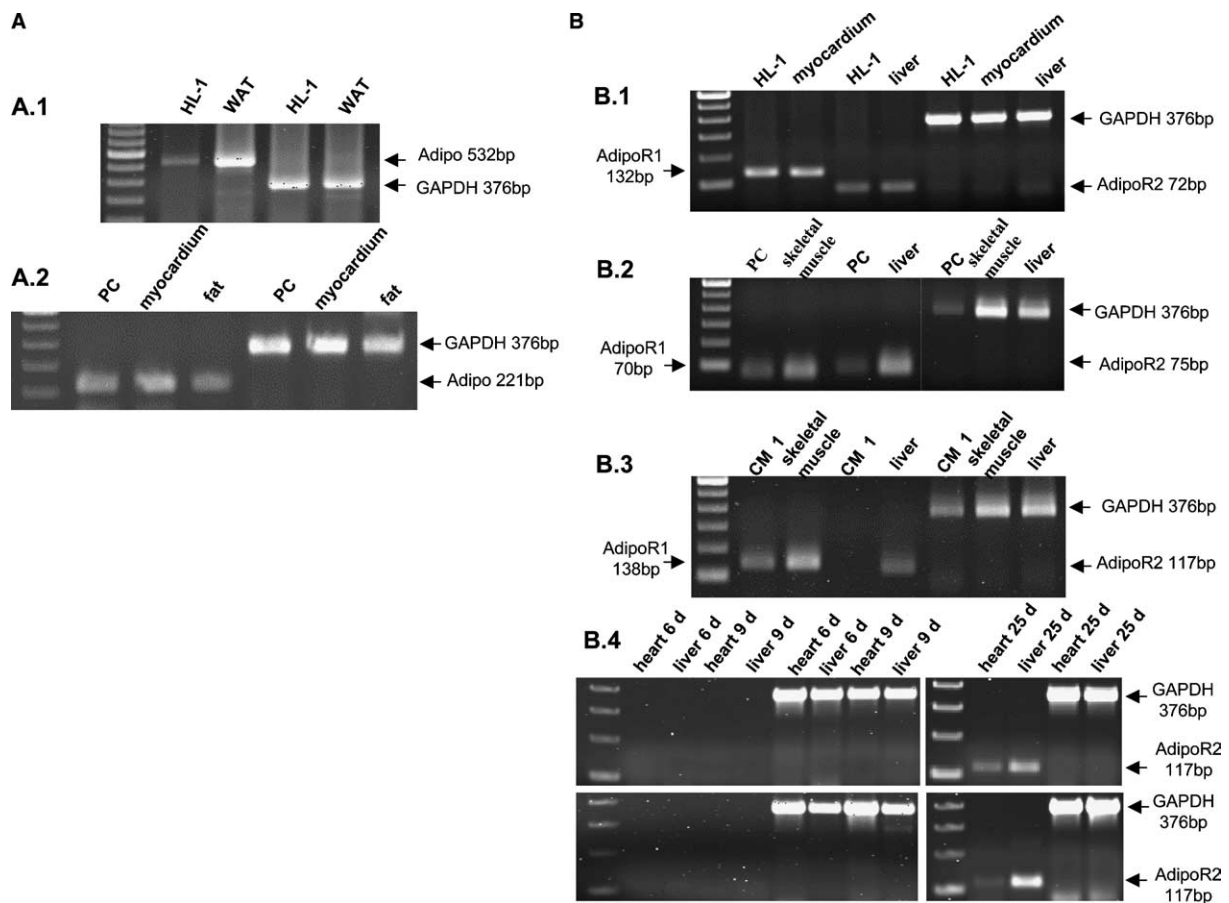 A
A.1
HL-1 WAT HL-1 WAT
Adipo 532bp
GAPDH 376bp
A.2
PC myocardium fat PC myocardium fat
GAPDH 376bp
Adipo 221bp
B
B.1
HL-1 myocardium HL-1 liver HL-1 myocardium liver
GAPDH 376bp
AdipoR1
132bp
AdipoR2 72bp
B.2
PC skeletal muscle PC liver PC skeletal muscle liver
GAPDH 376bp
AdipoR1
70bp
AdipoR2 75bp
B.3
CM 1 skeletal muscle CM 1 liver CM 1 skeletal muscle liver
GAPDH 376bp
AdipoR1
138bp
AdipoR2 117bp
B.4
heart 6 d liver 6 d heart 9 d liver 9 d heart 6 d liver 6 d heart 9 d liver 9 d heart 25 d liver 25 d heart 25 d liver 25 d
GAPDH
376bp
AdipoR2
117bp
GAPDH
376bp
AdipoR2
117bp